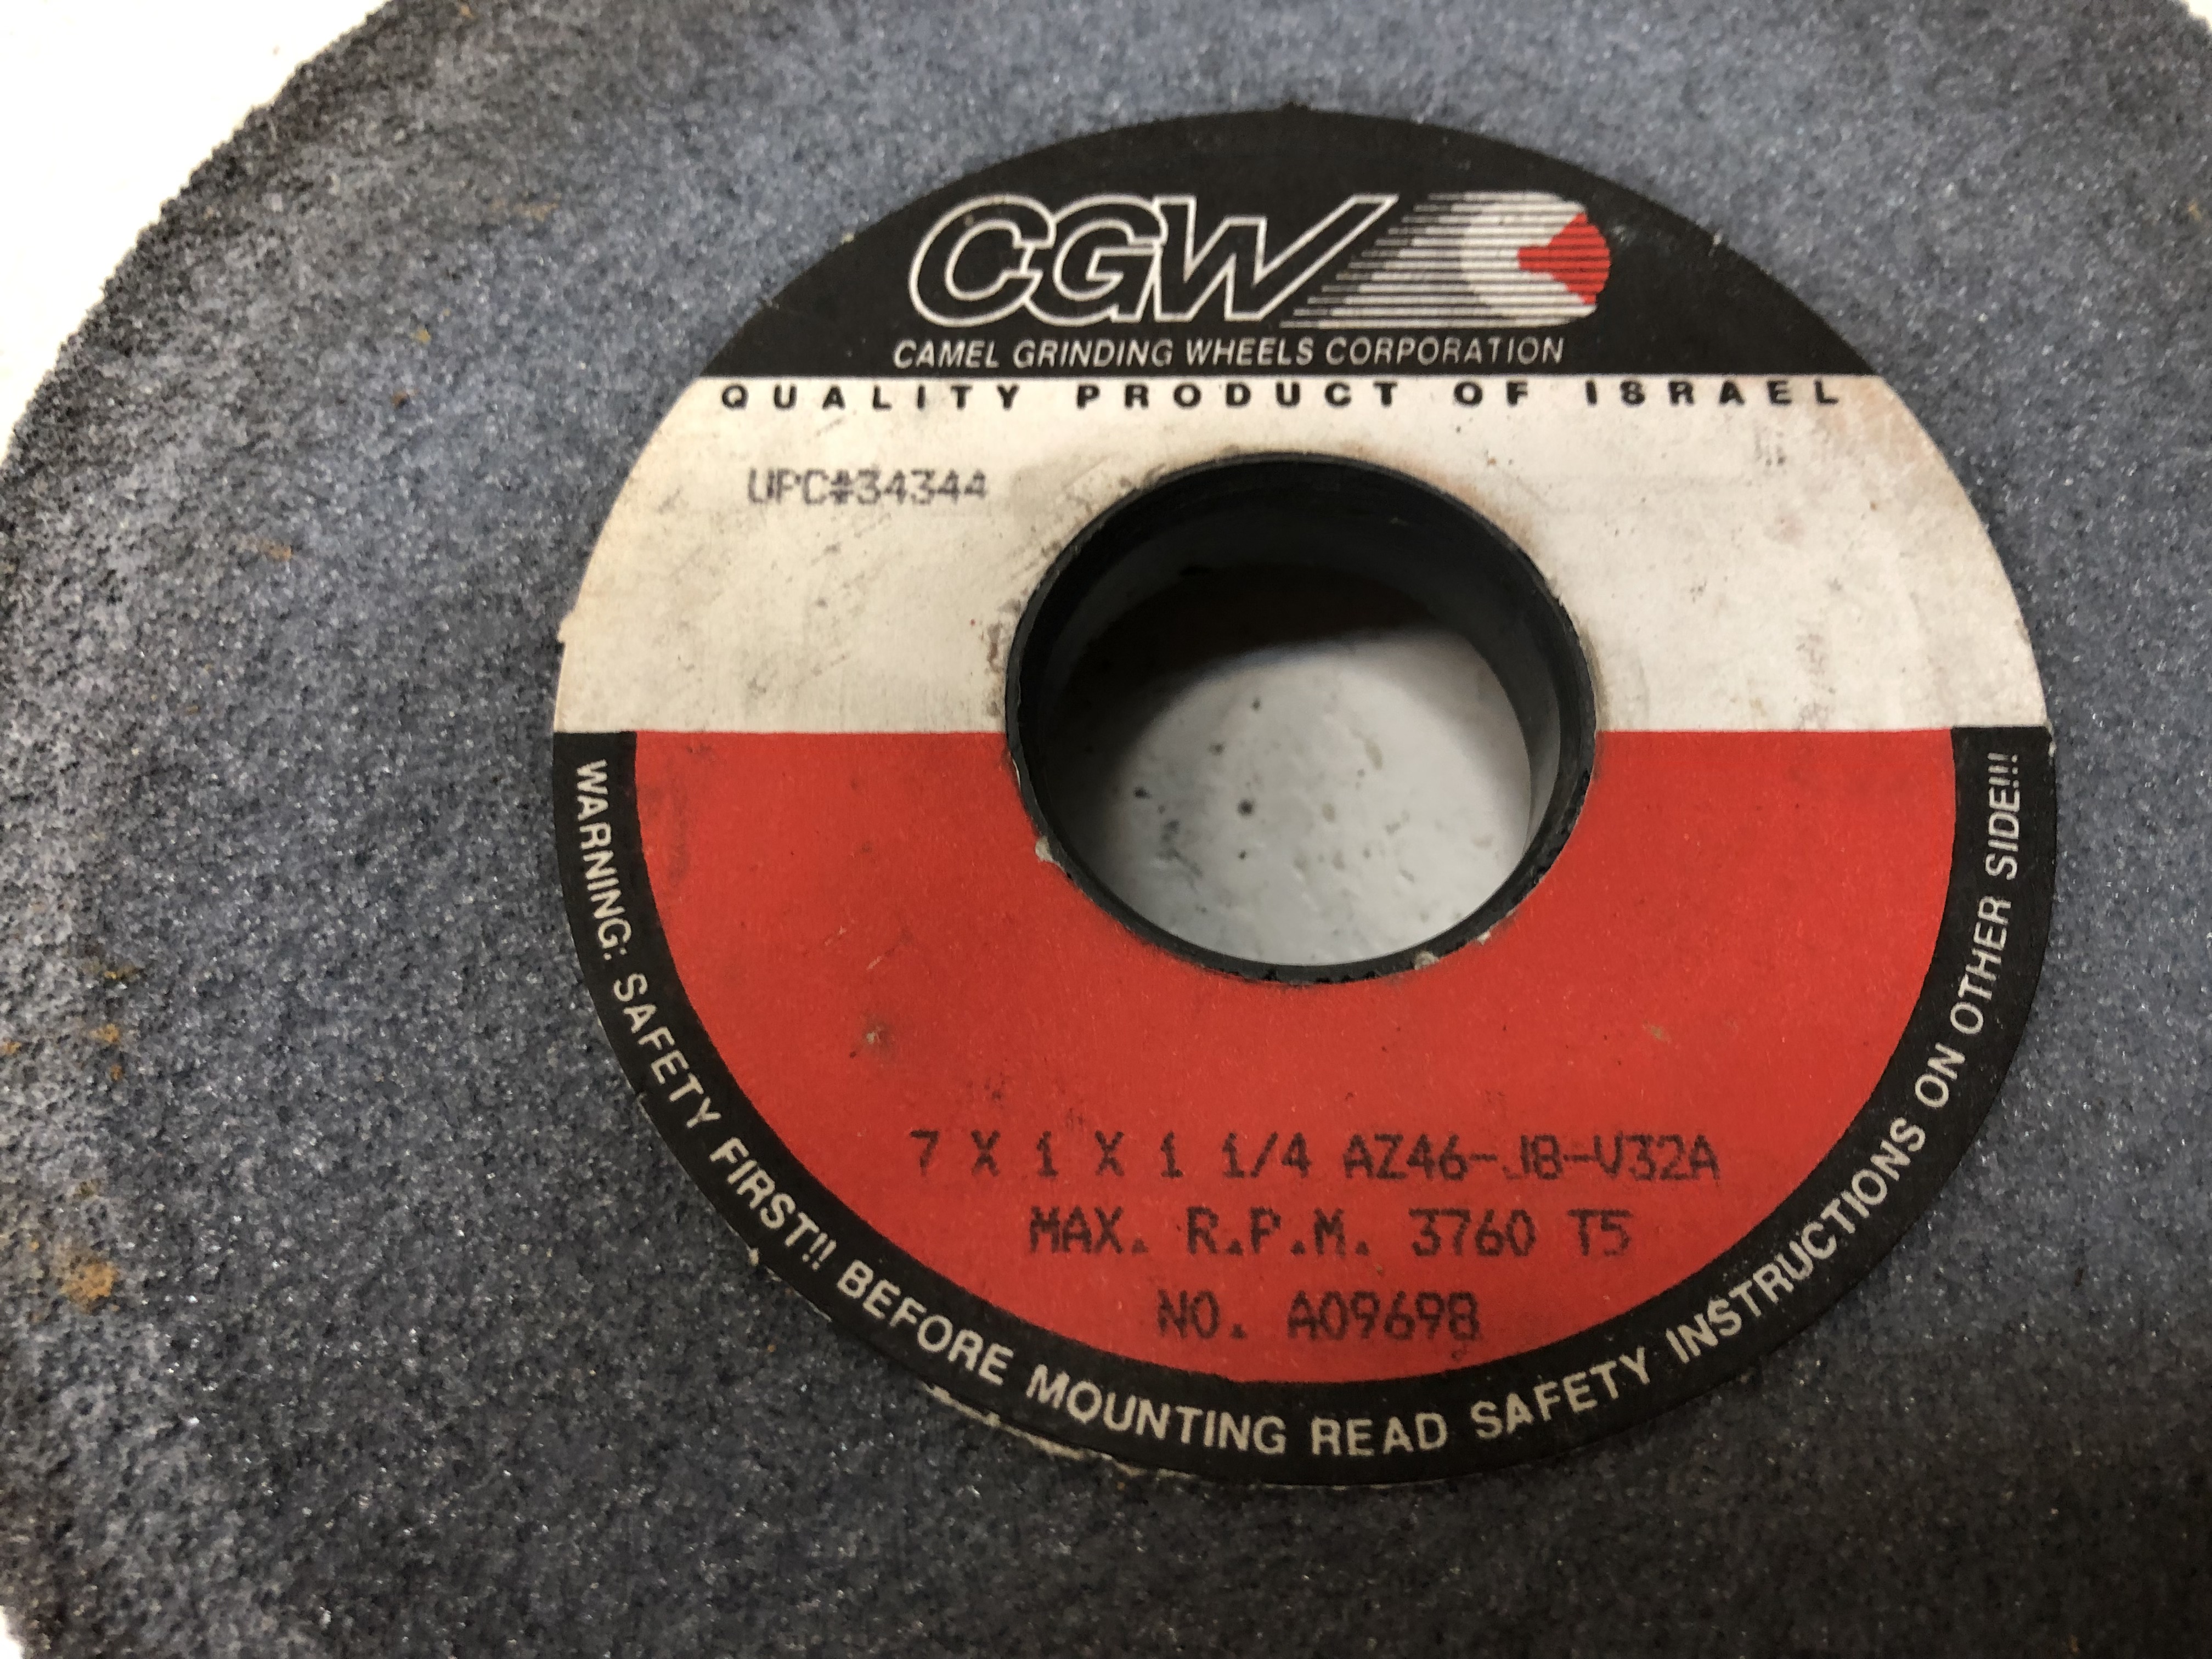 CGW
CAMEL GRINDING WHEELS CORPORATION
QUALITY PRODUCT OF ISRAEL
UPC#34344
7 X 1 X 1 1/4 AZ46-J8-V32A
MAX. R.P.M. 3760 T5
NO. A09698
WARNING: SAFETY FIRST!! BEFORE MOUNTING READ SAFETY INSTRUCTIONS ON OTHER SIDE!!!